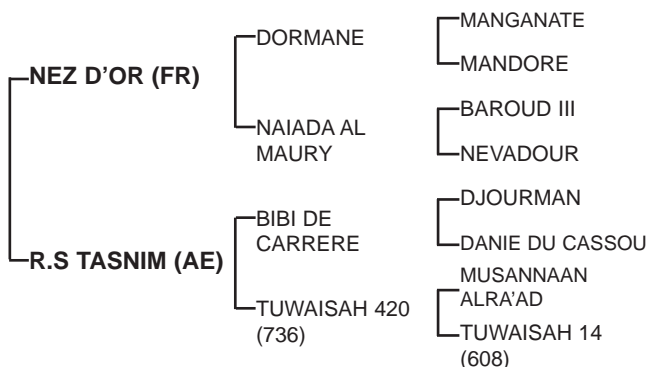 NEZ D'OR (FR)
DORMANE
MANGANATE
MANDORE
NAIADA AL
MAURY
BAROUD III
NEVADOUR
R.S TASNIM (AE)
BIBI DE
CARRERE
DJOURMAN
DANIE DU CASSOU
TUWAISAH 420
(736)
MUSANNAAN
ALRA'AD
TUWAISAH 14
(608)